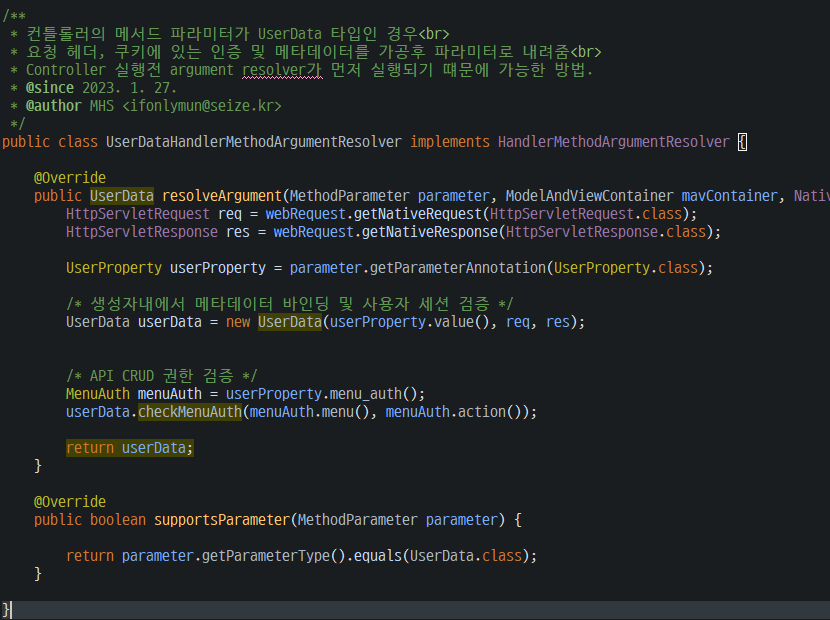 /**
 * 컨틀롤러의 메서드 파라미터가 UserData 타입인 경우<br>
 * 요청 헤더, 쿠키에 있는 인증 및 메타데이터를 가공후 파라미터로 내려줌<br>
 * Controller 실행전 argument resolver가 먼저 실행되기 때문에 가능한 방법.
 * @since 2023. 1. 27.
 * @author MHS <ifonlymun@seize.kr>
 */
public class UserDataHandlerMethodArgumentResolver implements HandlerMethodArgumentResolver {
    @Override
    public UserData resolveArgument(MethodParameter parameter, ModelAndViewContainer mavContainer, Nativ
        HttpServletRequest req = webRequest.getNativeRequest(HttpServletRequest.class);
        HttpServletResponse res = webRequest.getNativeResponse(HttpServletResponse.class);
        UserProperty userProperty = parameter.getParameterAnnotation(UserProperty.class);
        /* 생성자내에서 메타데이터 바인딩 및 사용자 세션 검증 */
        UserData userData = new UserData(userProperty.value(), req, res);
        /* API CRUD 권한 검증 */
        MenuAuth menuAuth = userProperty.menu_auth();
        userData.checkMenuAuth(menuAuth.menu(), menuAuth.action());
        return userData;
    }
    @Override
    public boolean supportsParameter(MethodParameter parameter) {
        return parameter.getParameterType().equals(UserData.class);
    }
}